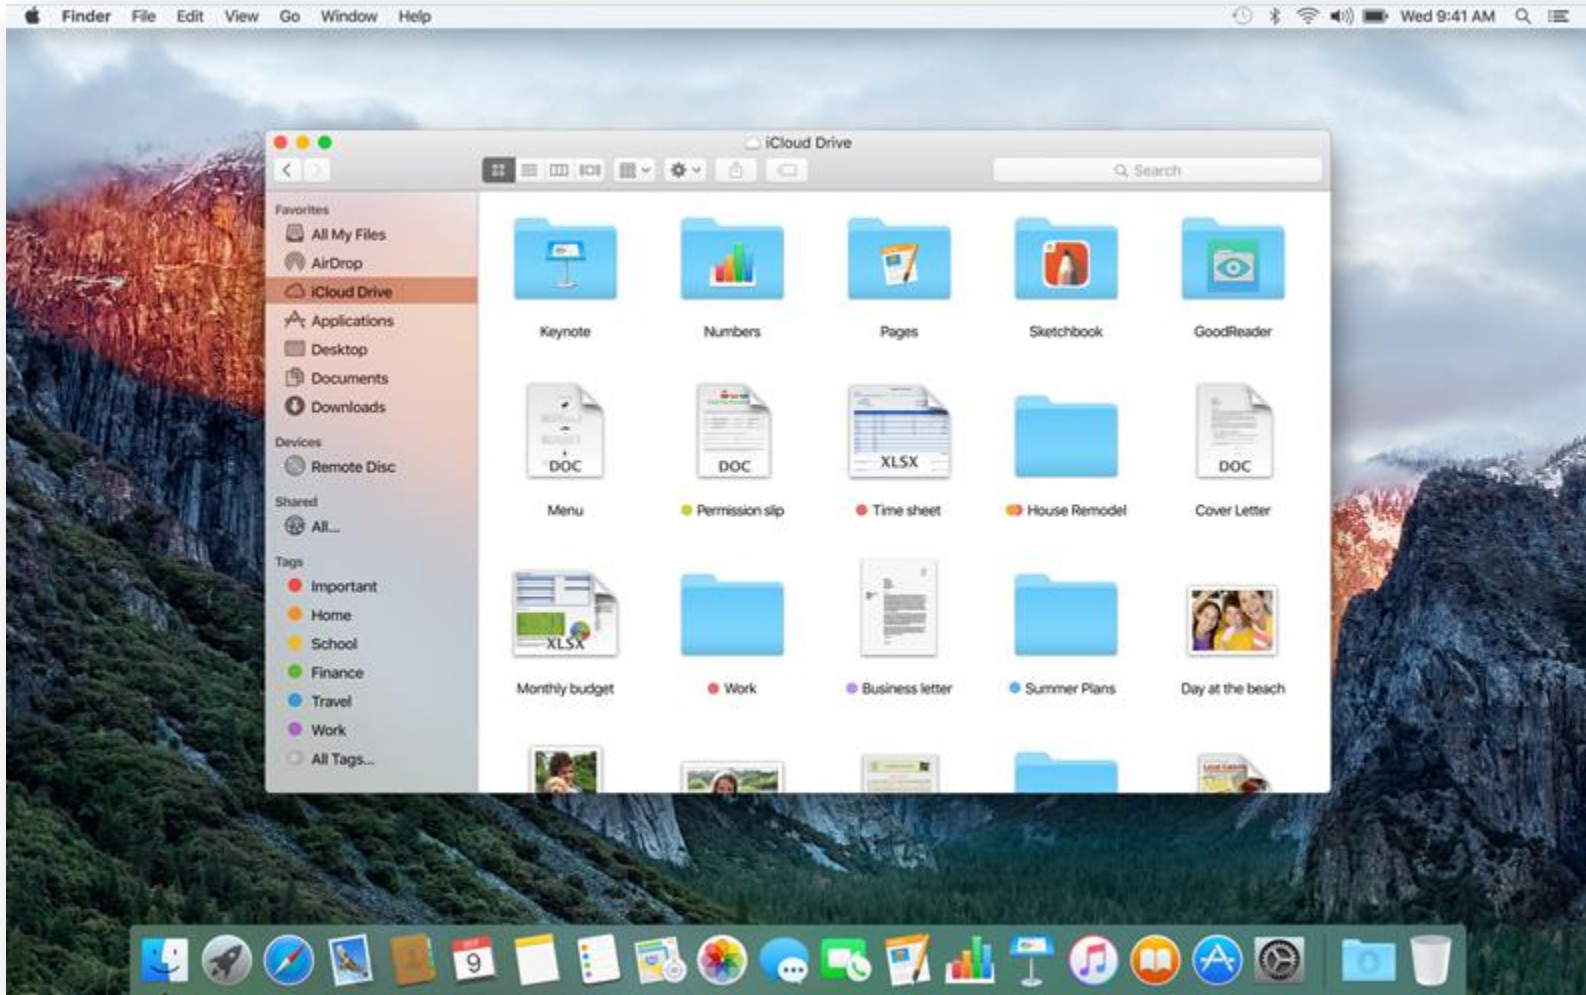 Finder File Edit View Go Window Help
Wed 9:41 AM
iCloud Drive
Search
Favorites
All My Files
AirDrop
iCloud Drive
Applications
Desktop
Documents
Downloads
Devices
Remote Disc
Shared
All...
Tags
Important
Home
School
Finance
Travel
Work
All Tags...
Keynote Numbers Pages Sketchbook GoodReader
DOC DOC XLSX DOC
Menu Permission slip Time sheet House Remodel Cover Letter
XLSX
Monthly budget Work Business letter Summer Plans Day at the beach
9